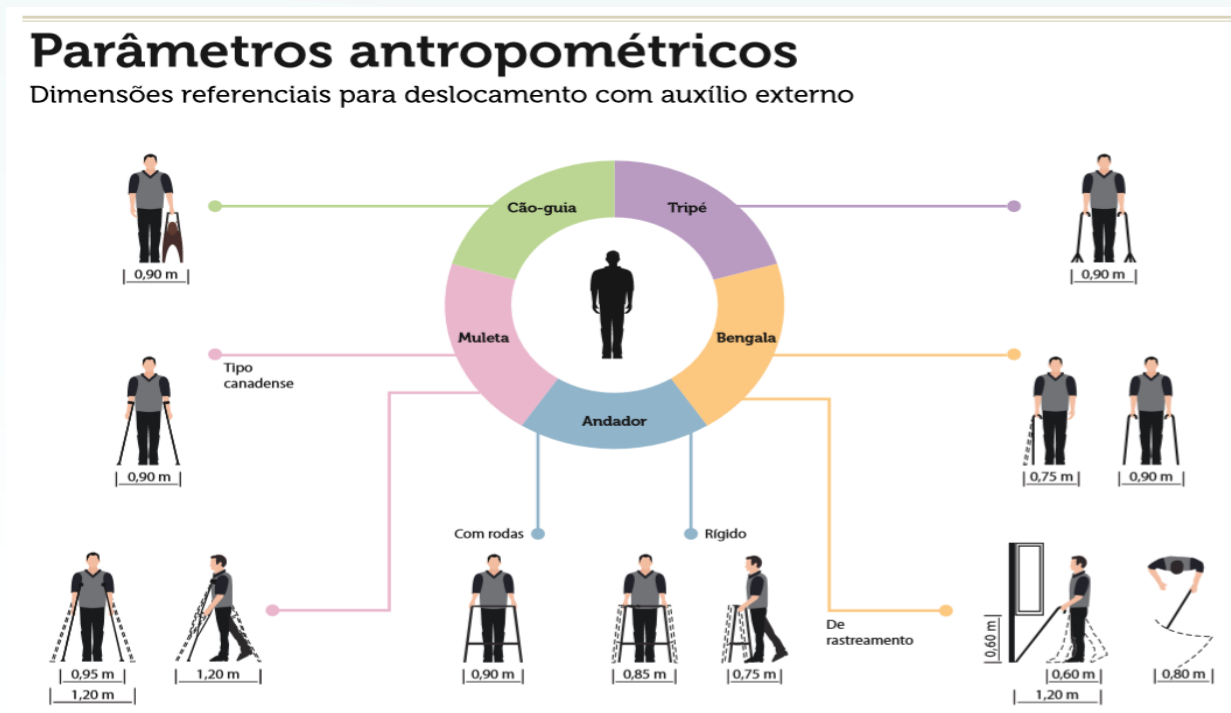 Parâmetros antropométricos
Dimensões referenciais para deslocamento com auxílio externo
Cão-guia
Tripé
0,90 m
0,90 m
Muleta
Bengala
Tipo
canadense
Andador
0,90 m
0,75 m
0,90 m
Com rodas
Rígido
De
rastreamento
0,60 m
0,95 m
1,20 m
1,20 m
0,90 m
0,85 m
0,75 m
0,60 m
1,20 m
0,80 m